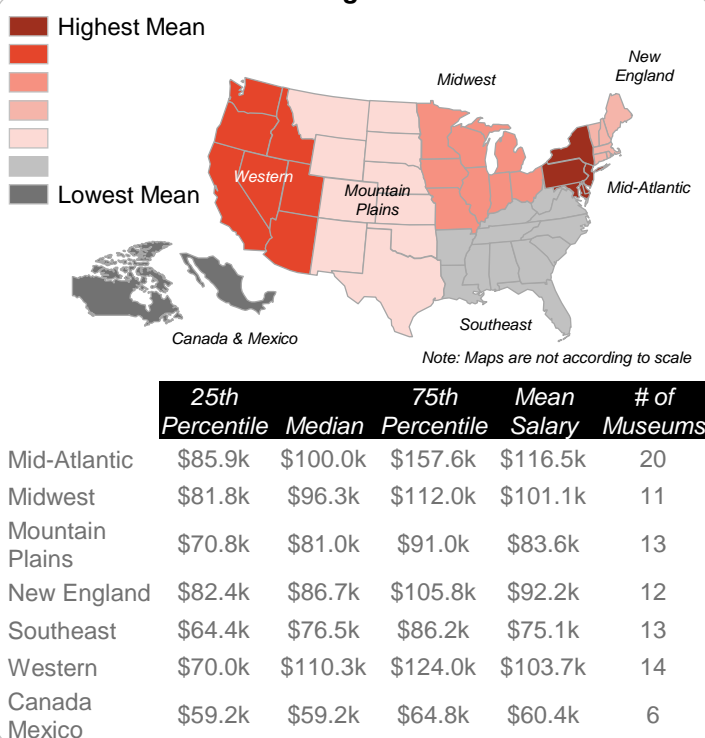 Highest Mean
Lowest Mean
New
England
Midwest
Western
Mountain
Plains
Mid-Atlantic
Southeast
Canada & Mexico
Note: Maps are not according to scale
25th Percentile Median 75th Percentile Mean Salary # of Museums
Mid-Atlantic $85.9k $100.0k $157.6k $116.5k 20
Midwest $81.8k $96.3k $112.0k $101.1k 11
Mountain Plains $70.8k $81.0k $91.0k $83.6k 13
New England $82.4k $86.7k $105.8k $92.2k 12
Southeast $64.4k $76.5k $86.2k $75.1k 13
Western $70.0k $110.3k $124.0k $103.7k 14
Canada Mexico $59.2k $59.2k $64.8k $60.4k 6